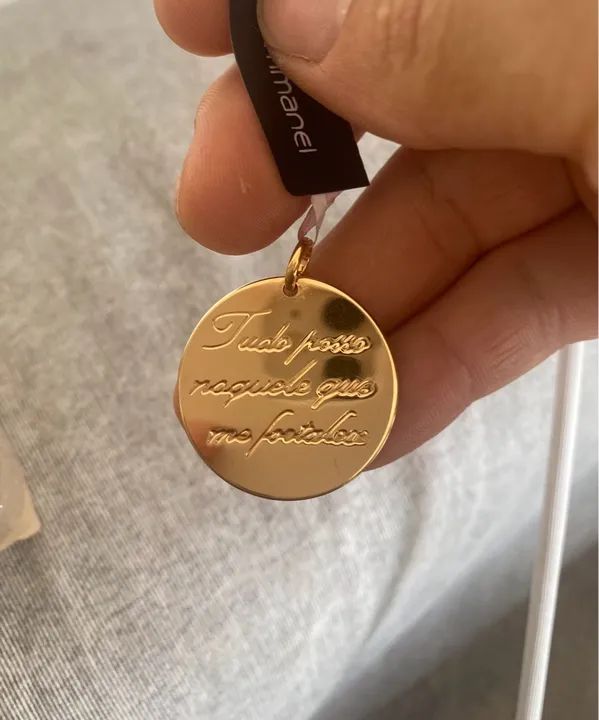 Tudo posso
naquele que
me fortalece